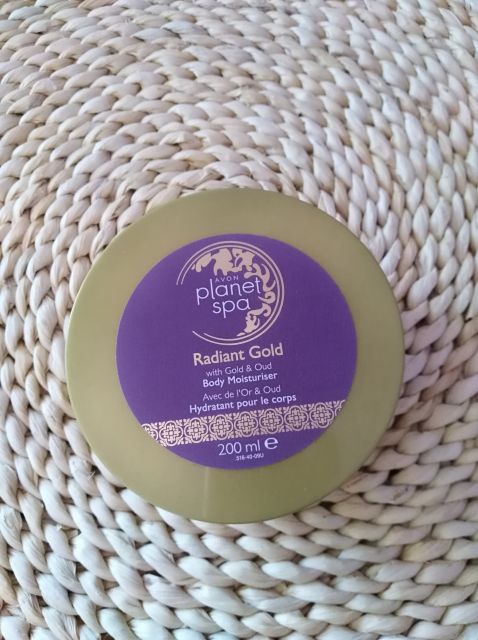 AVON
planet
spa
Radiant Gold
with Gold & Oud
Body Moisturiser
Avec de l'Or & Oud
Hydratant pour le corps
200 ml e